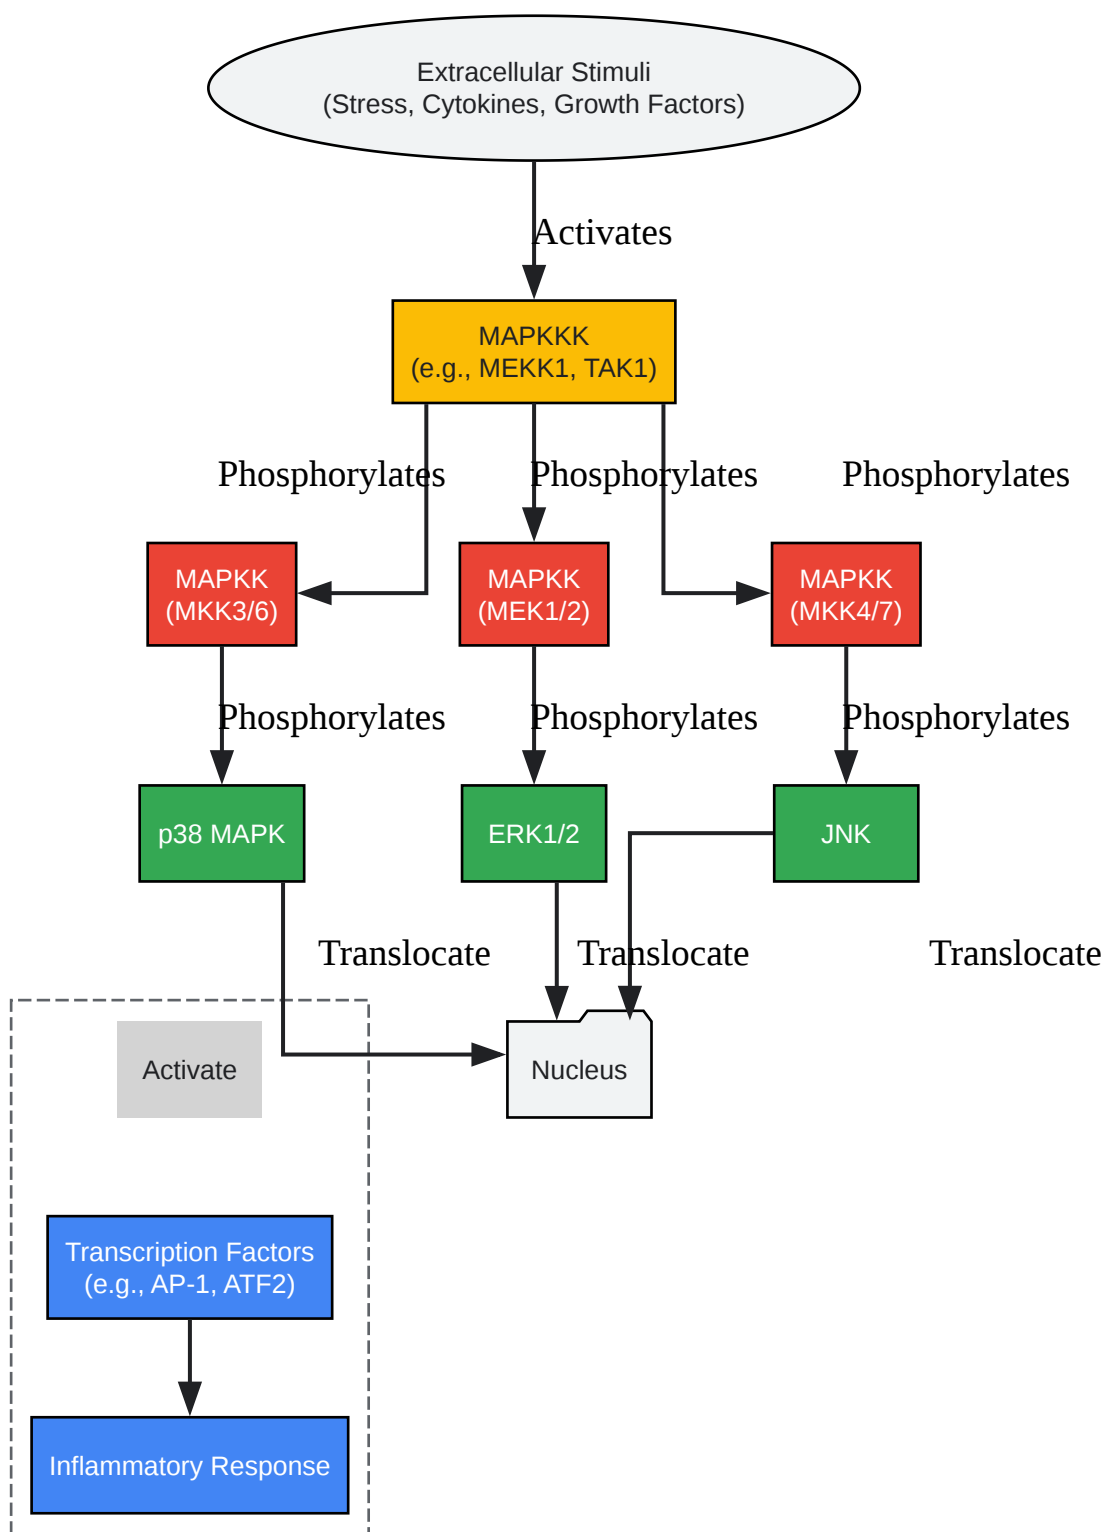 Extracellular Stimuli
(Stress, Cytokines, Growth Factors)
Activates
MAPKKK
(e.g., MEKK1, TAK1)
Phosphorylates
Phosphorylates
Phosphorylates
MAPKK
(MKK3/6)
MAPKK
(MEK1/2)
MAPKK
(MKK4/7)
Phosphorylates
Phosphorylates
Phosphorylates
p38 MAPK
ERK1/2
JNK
Translocate
Translocate
Translocate
Activate
Nucleus
Transcription Factors
(e.g., AP-1, ATF2)
Inflammatory Response